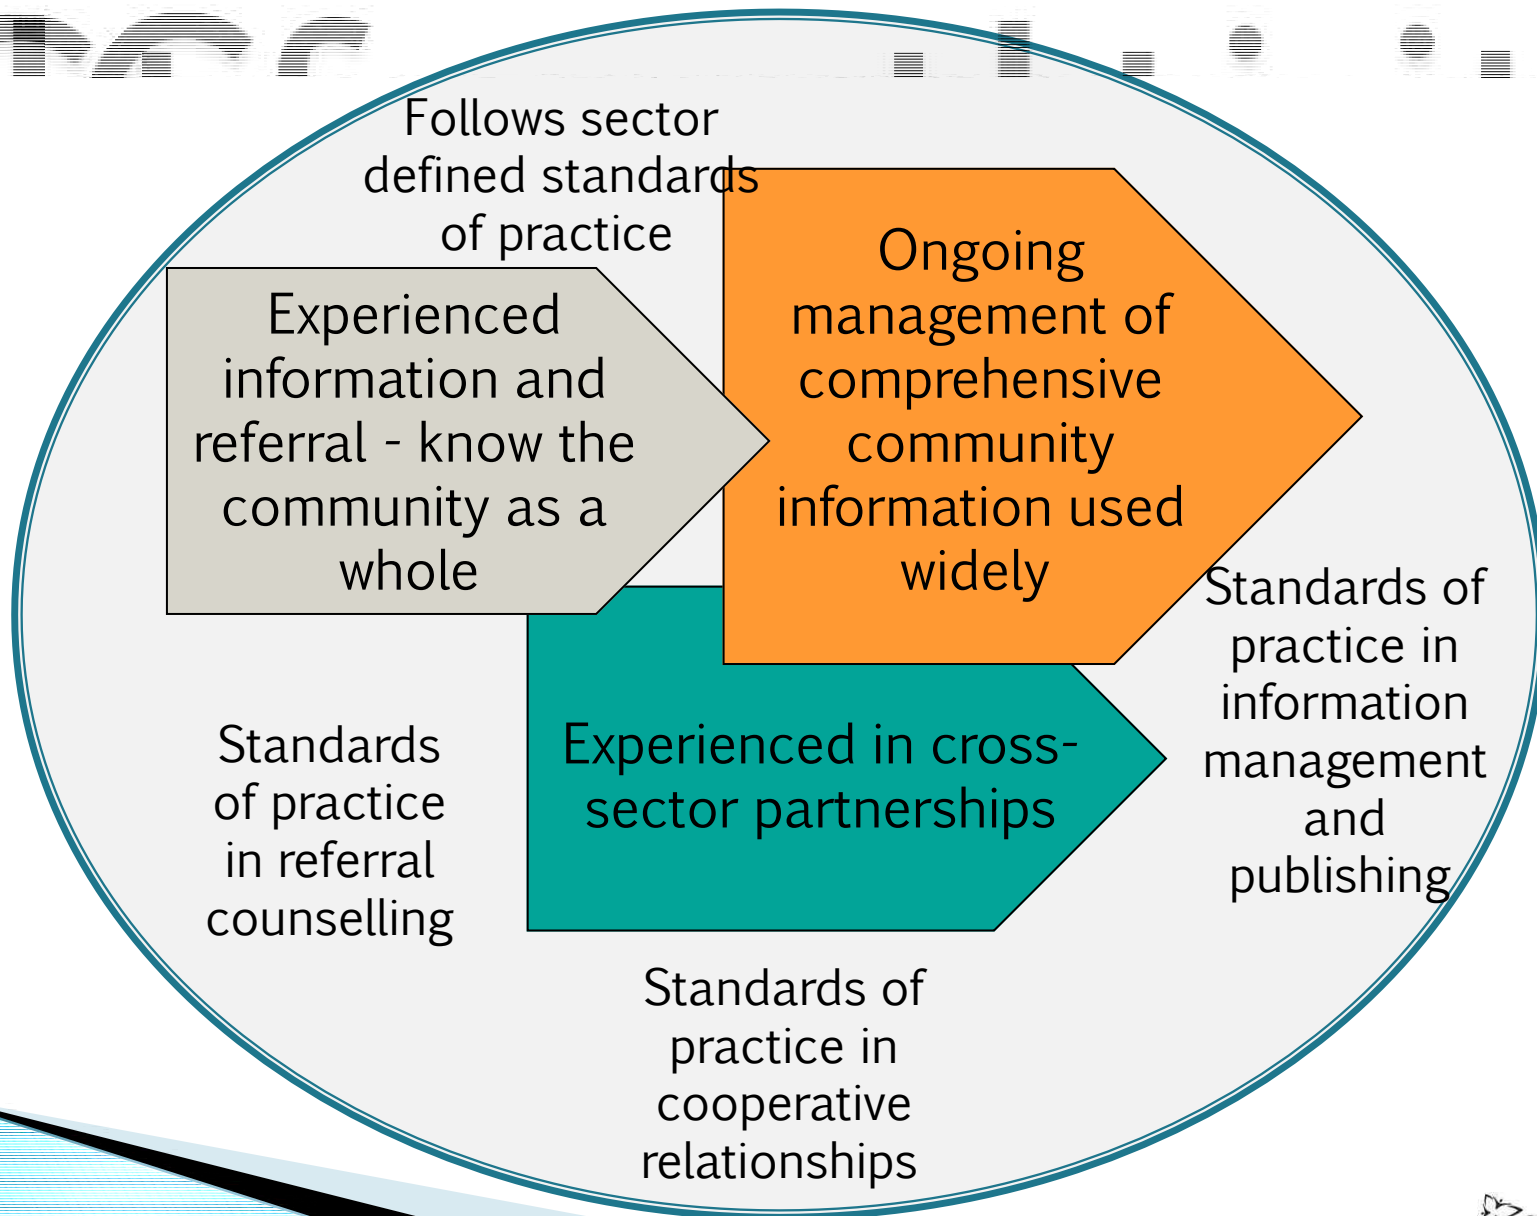 Follows sector
defined standards
of practice
Experienced
information and
referral - know the
community as a
whole
Ongoing
management of
comprehensive
community
information used
widely
Experienced in cross-
sector partnerships
Standards
of practice
in referral
counselling
Standards of
practice in
information
management
and
publishing
Standards of
practice in
cooperative
relationships